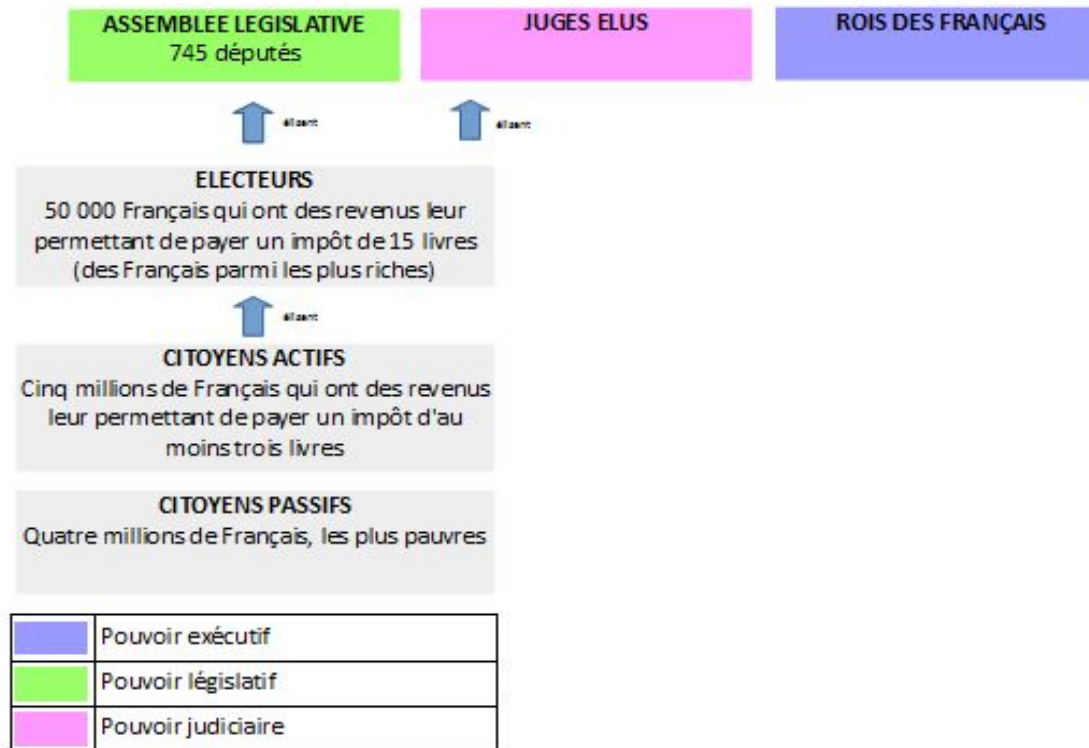 ASSEMBLEE LEGISLATIVE
745 députés
JUGES ELUS
ROIS DES FRANÇAIS
élisent
élisent
ELECTEURS
50 000 Français qui ont des revenus leur
permettant de payer un impôt de 15 livres
(des Français parmi les plus riches)
élisent
CITOYENS ACTIFS
Cinq millions de Français qui ont des revenus
leur permettant de payer un impôt d'au
moins trois livres
CITOYENS PASSIFS
Quatre millions de Français, les plus pauvres
Pouvoir exécutif
Pouvoir législatif
Pouvoir judiciaire